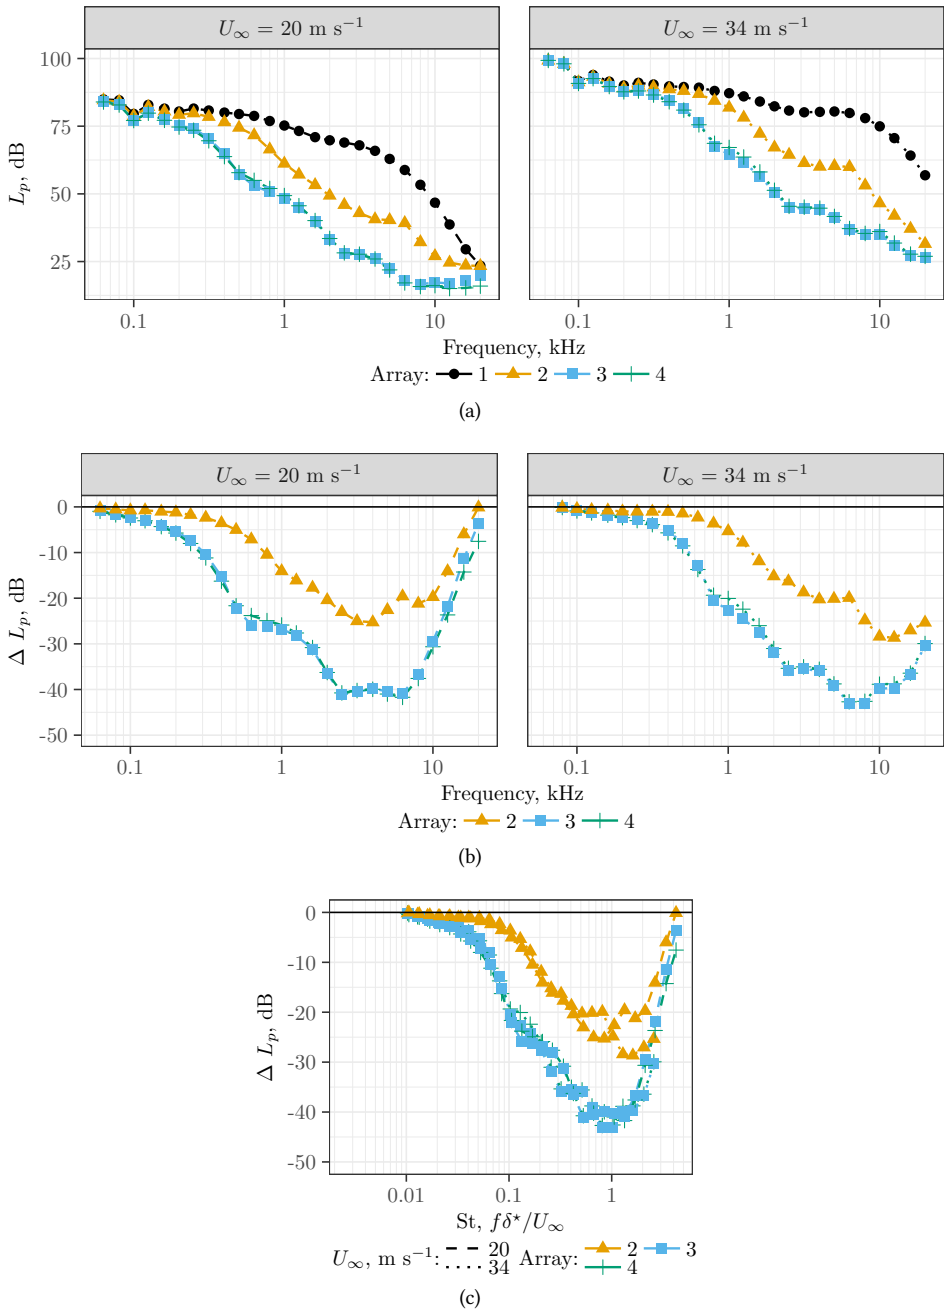 U∞ = 20 m s−1 U∞ = 34 m s−1
100
75
50
25
Lp, dB
0.1 1 10 0.1 1 10
Frequency, kHz
Array: 1 2 3 4
(a)
U∞ = 20 m s−1 U∞ = 34 m s−1
0
-10
-20
-30
-40
-50
Δ Lp, dB
0.1 1 10 0.1 1 10
Frequency, kHz
Array: 2 3 4
(b)
0
-10
-20
-30
-40
-50
Δ Lp, dB
0.01 0.1 1
St, fδ⋆/U∞
U∞, m s−1: 20 34 Array: 2 3 4
(c)